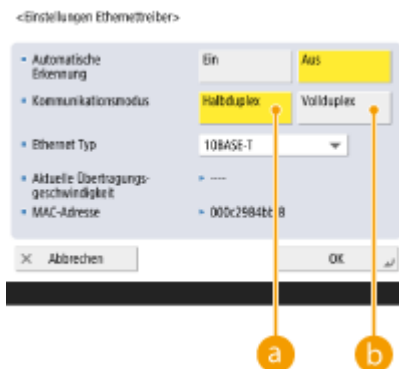 <Einstellungen Ethernettreiber>
Automatische
Erkennung
Ein
Aus
Kommunikationsmodus
Halbduplex
Vollduplex
Ethernet Typ
10BASE-T
Aktuelle Übertragungs-
geschwindigkeit
----
MAC-Adresse
× Abbrechen
OK
a
b